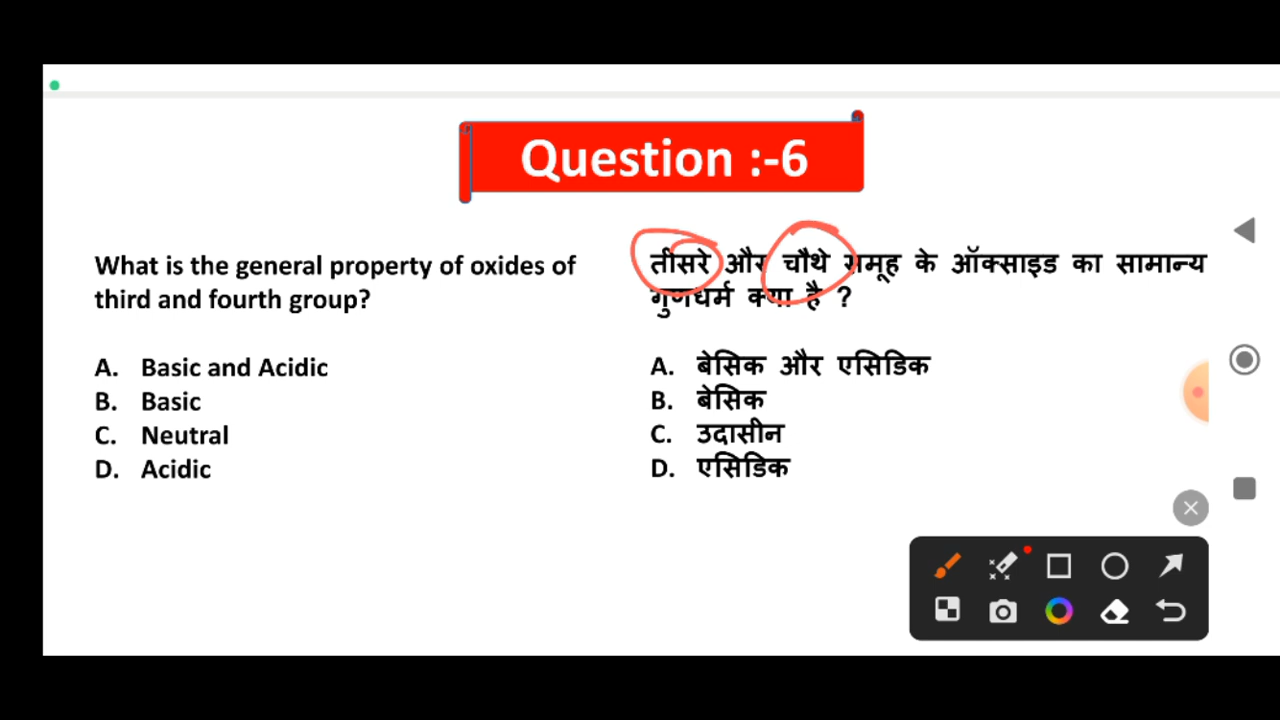 Question :-6
What is the general property of oxides of
third and fourth group?
A. Basic and Acidic
B. Basic
C. Neutral
D. Acidic
तीसरे और चौथे समूह के ऑक्साइड का सामान्य
गुणधर्म क्या है ?
A. बेसिक और एसिडिक
B. बेसिक
C. उदासीन
D. एसिडिक